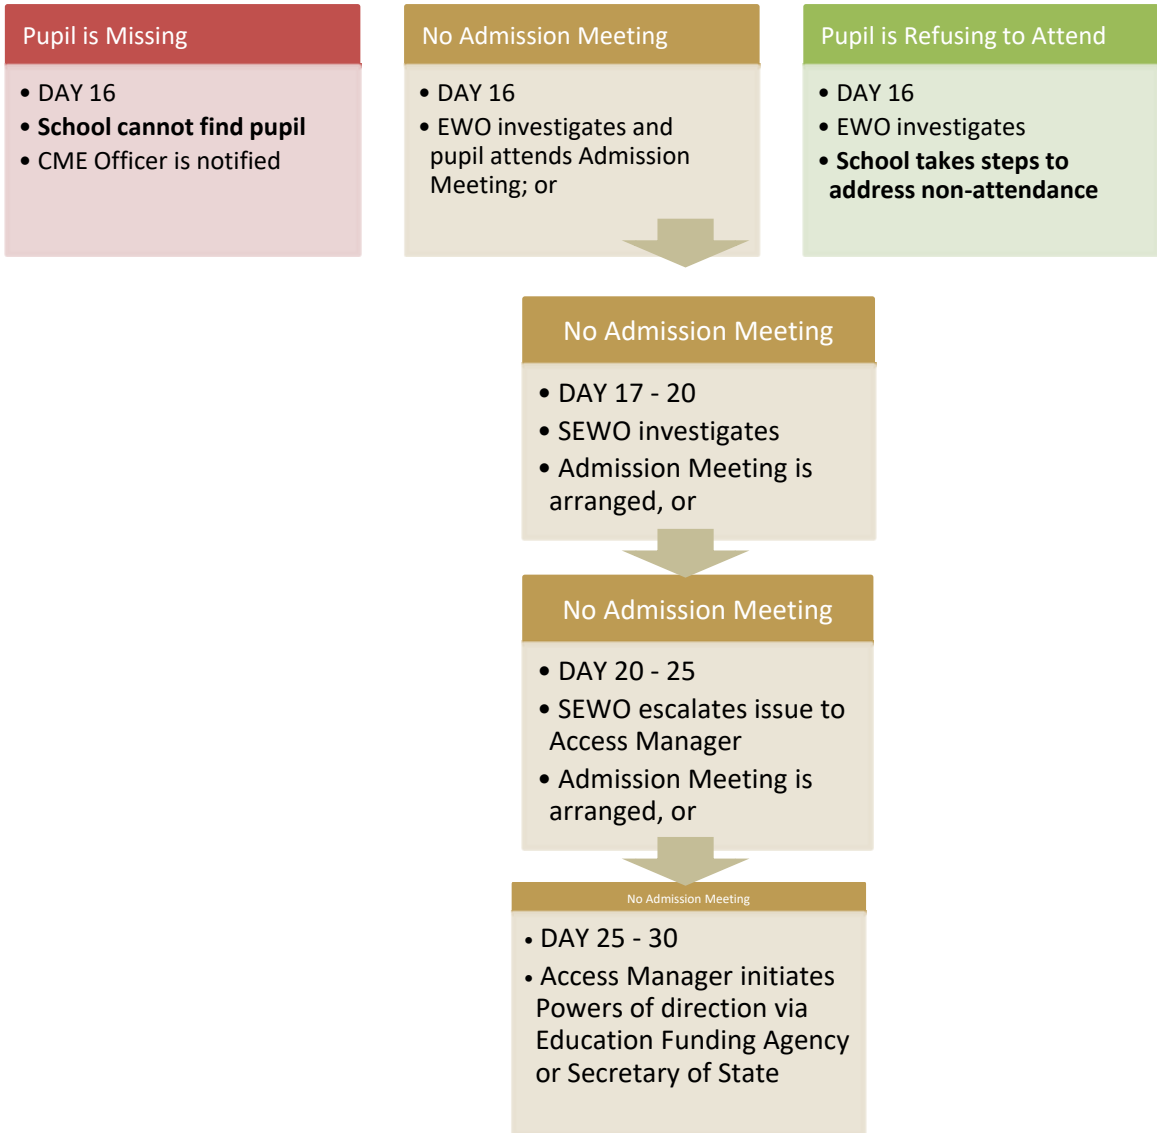 Pupil is Missing
• DAY 16
• School cannot find pupil
• CME Officer is notified
No Admission Meeting
• DAY 16
• EWO investigates and
pupil attends Admission
Meeting; or
Pupil is Refusing to Attend
• DAY 16
• EWO investigates
• School takes steps to
address non-attendance
No Admission Meeting
• DAY 17 - 20
• SEWO investigates
• Admission Meeting is
arranged, or
No Admission Meeting
• DAY 20 - 25
• SEWO escalates issue to
Access Manager
• Admission Meeting is
arranged, or
No Admission Meeting
• DAY 25 - 30
• Access Manager initiates
Powers of direction via
Education Funding Agency
or Secretary of State